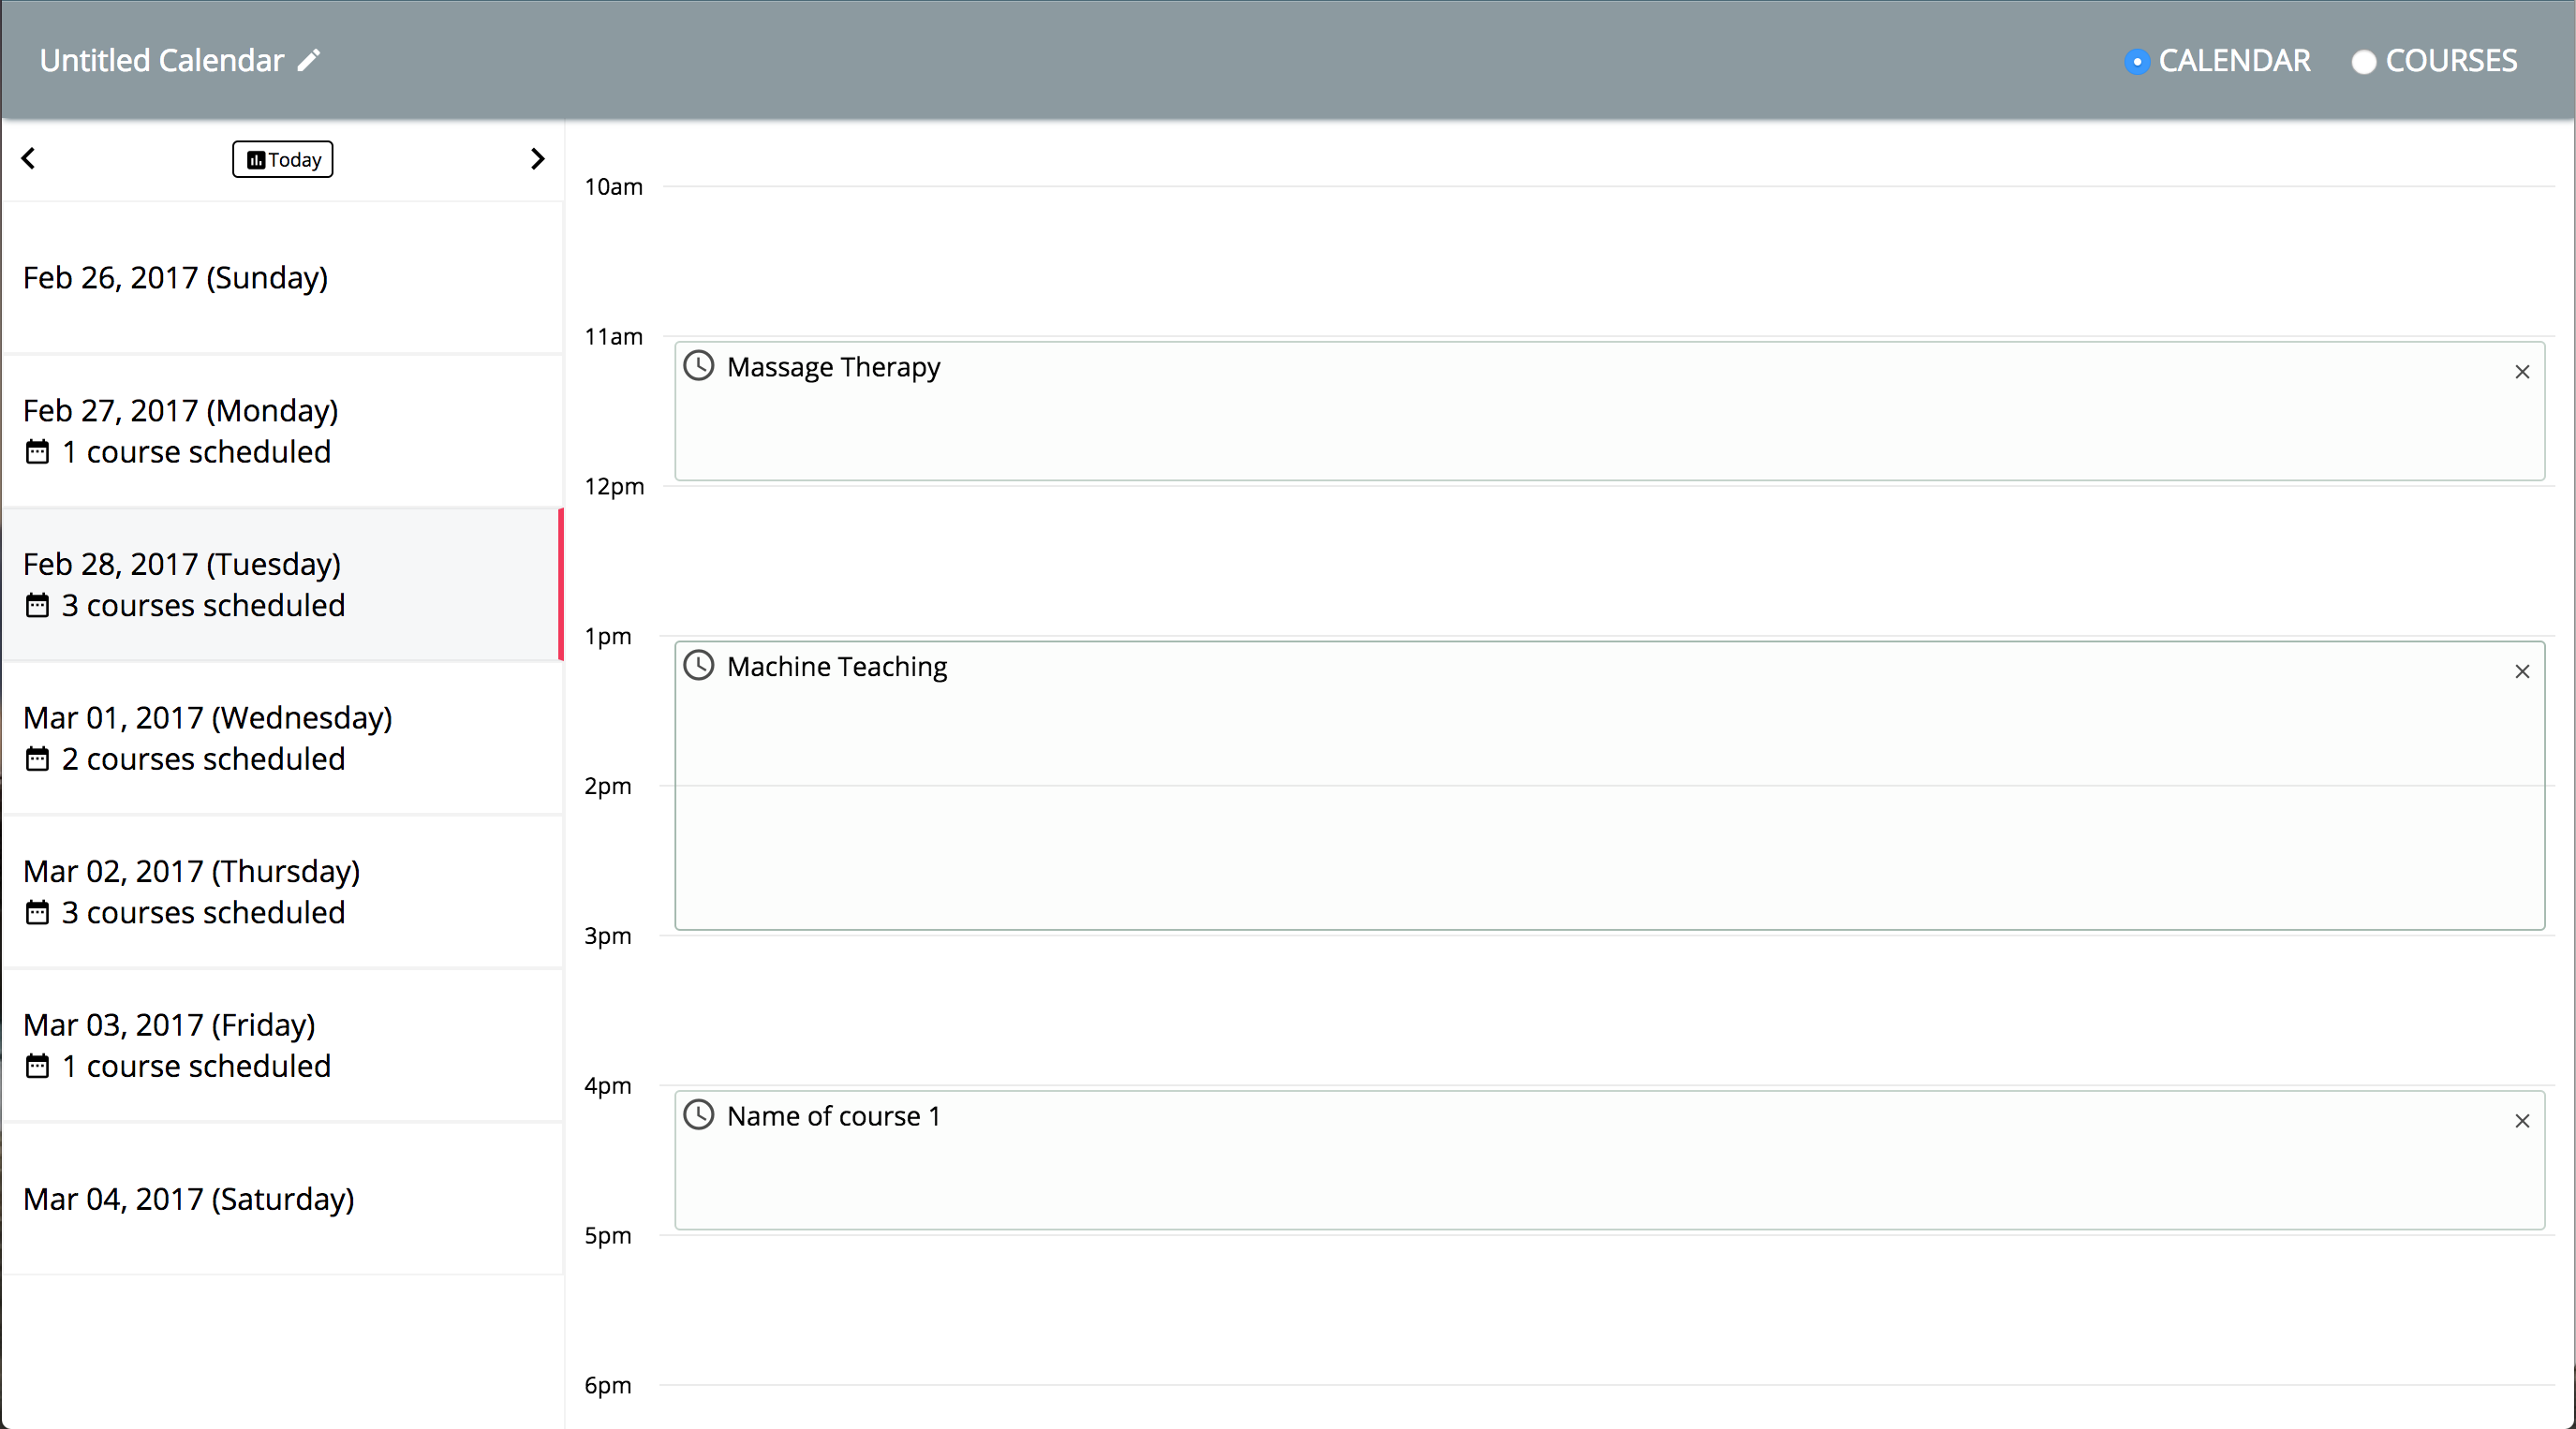 Untitled Calendar
CALENDAR
COURSES
Today
Feb 26, 2017 (Sunday)
Feb 27, 2017 (Monday)
1 course scheduled
Feb 28, 2017 (Tuesday)
3 courses scheduled
Mar 01, 2017 (Wednesday)
2 courses scheduled
Mar 02, 2017 (Thursday)
3 courses scheduled
Mar 03, 2017 (Friday)
1 course scheduled
Mar 04, 2017 (Saturday)
10am
11am
Massage Therapy
12pm
1pm
Machine Teaching
2pm
3pm
4pm
Name of course 1
5pm
6pm